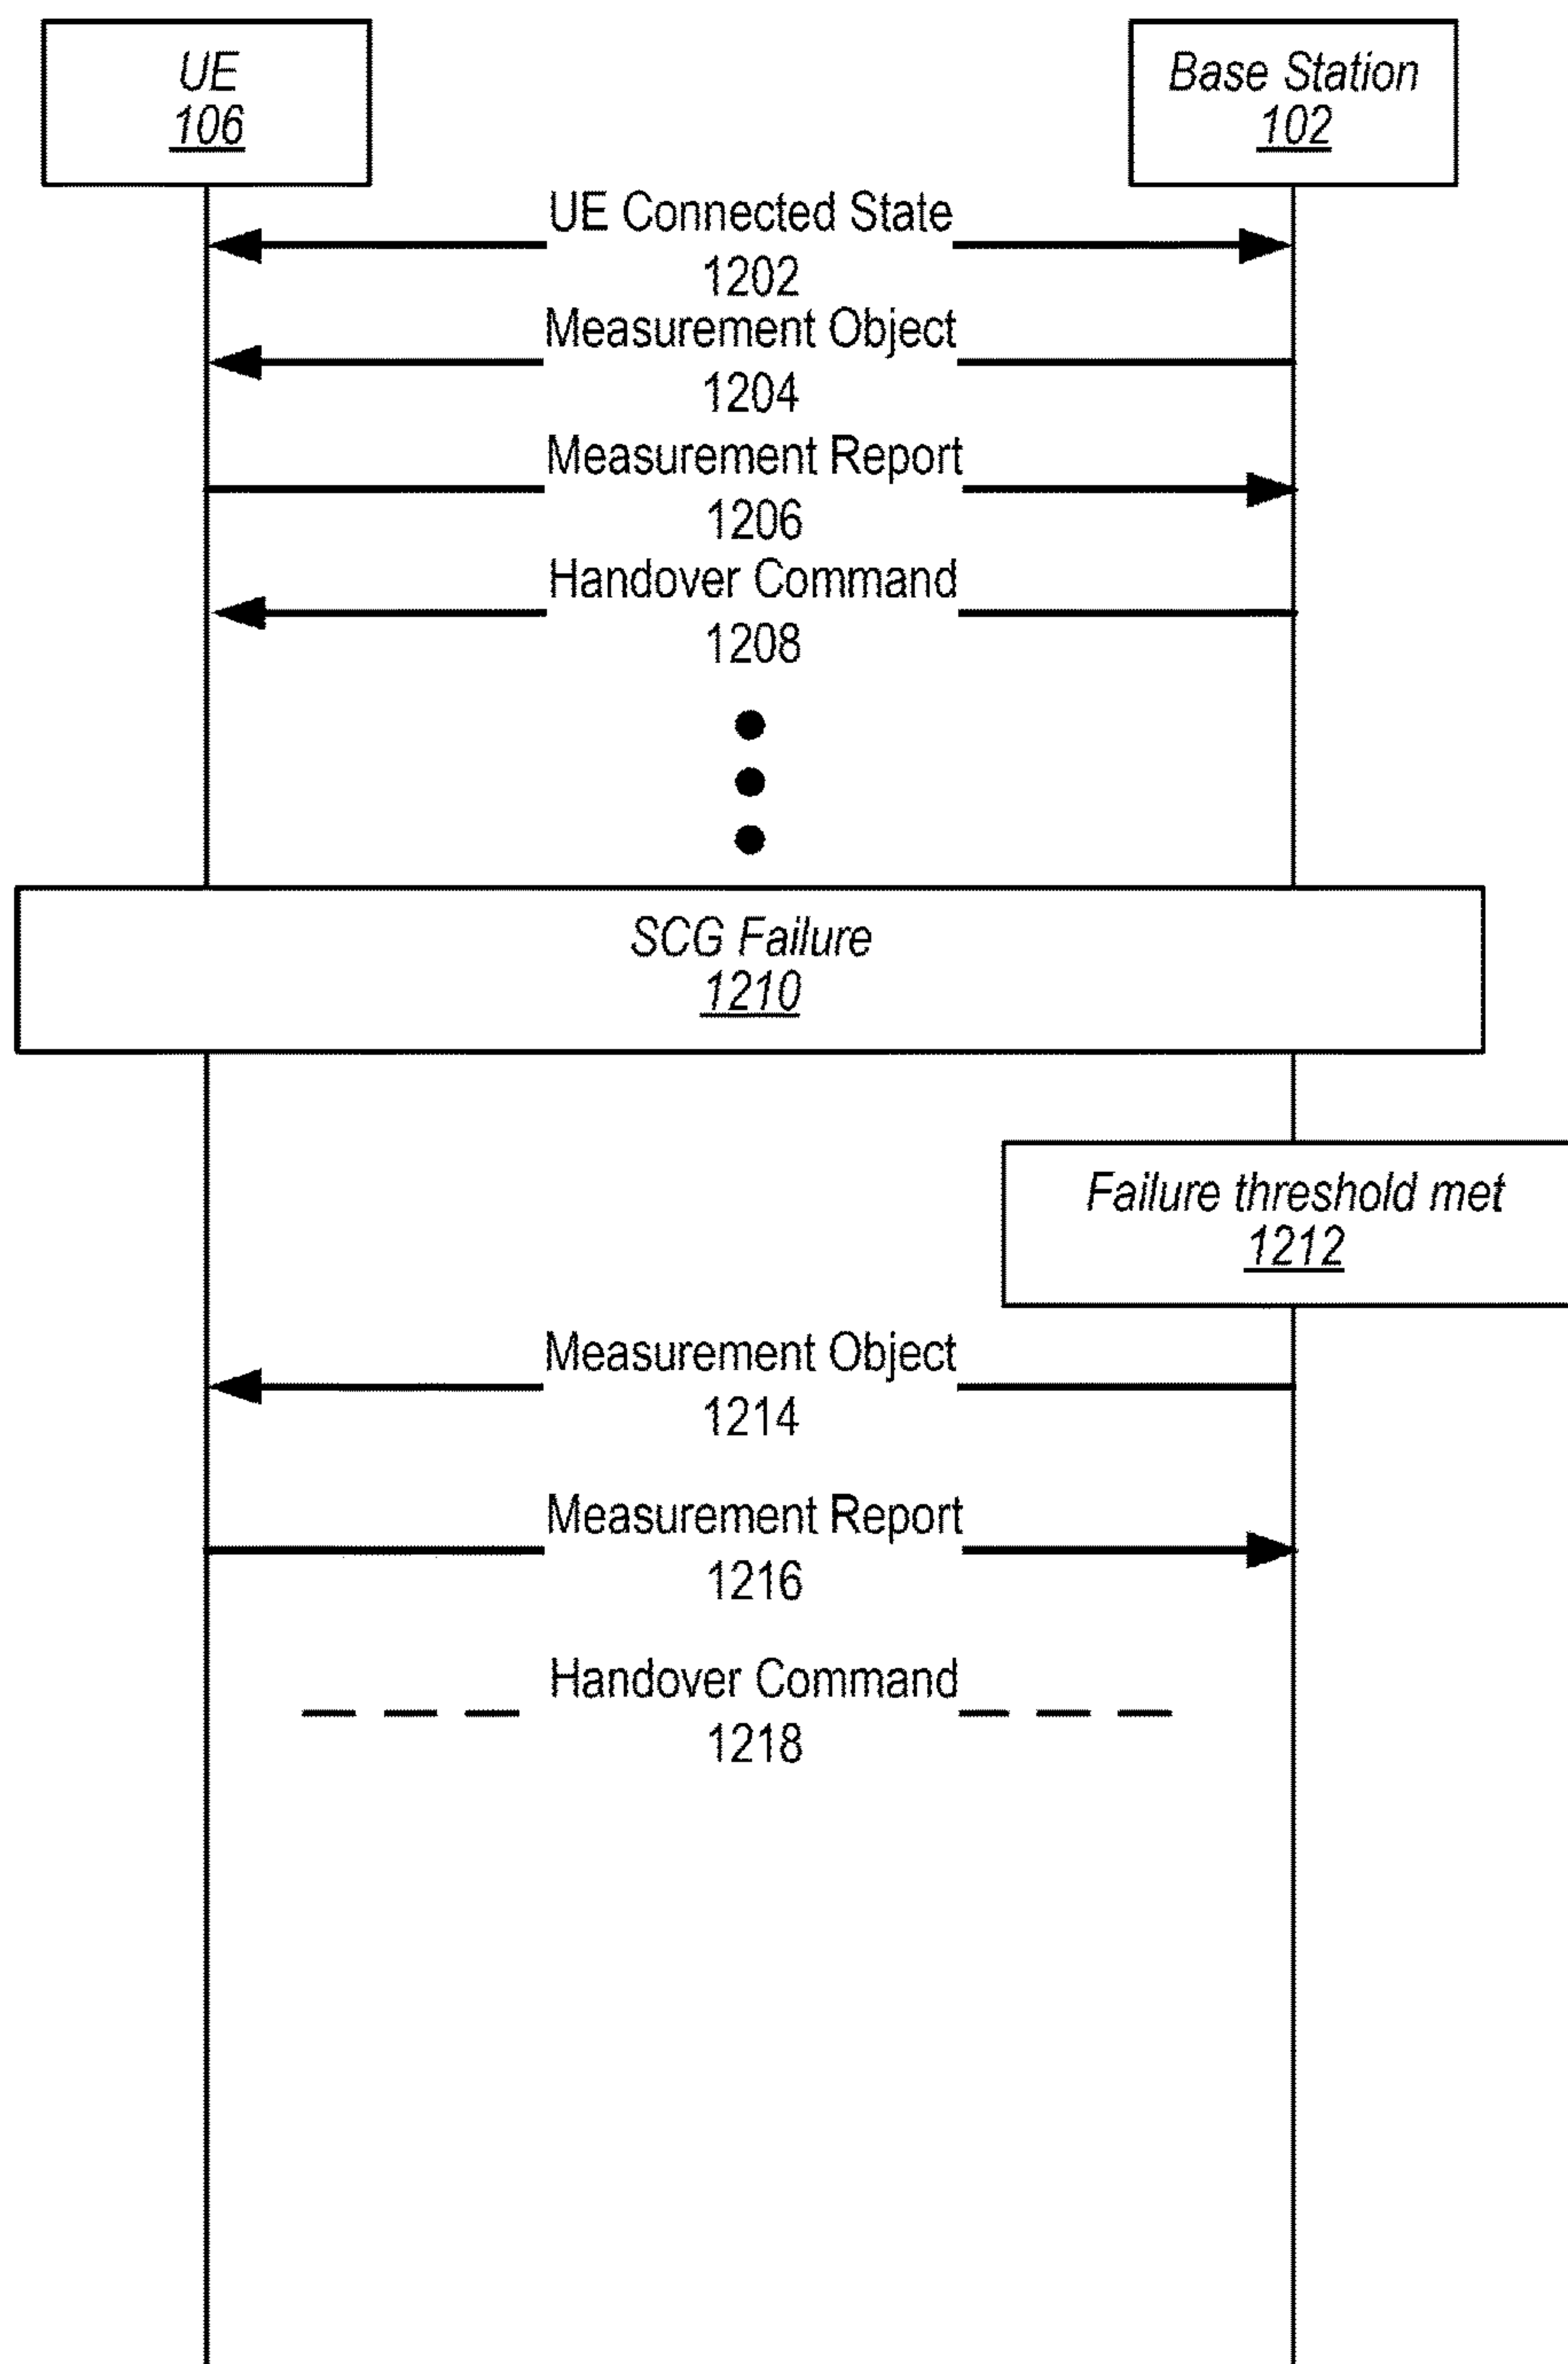 UE
106
Base Station
102
UE Connected State
1202
Measurement Object
1204
Measurement Report
1206
Handover Command
1208
SCG Failure
1210
Failure threshold met
1212
Measurement Object
1214
Measurement Report
1216
Handover Command
1218